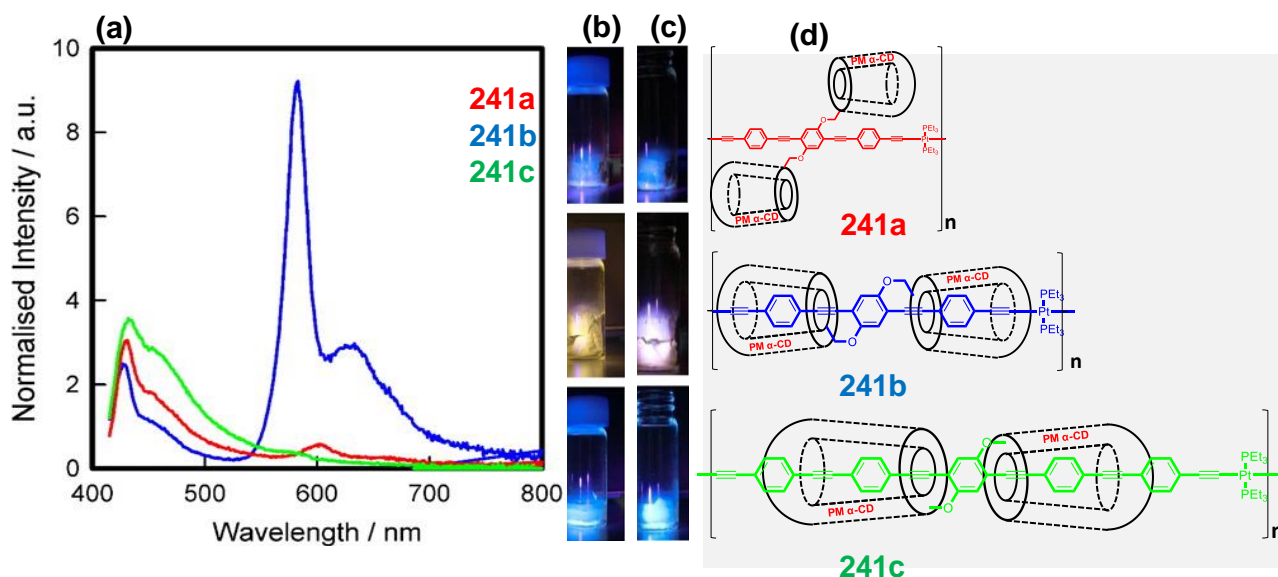 (a)
(b)
(c)
(d)
10
8
6
4
2
0
Normalised Intensity / a.u.
400
500
600
700
800
Wavelength / nm
241a
241b
241c
PM α-CD
O
O
PEt₃
Pt
PEt₃
PM α-CD
241a
n
PM α-CD
O
PM α-CD
O
PEt₃
Pt
PEt₃
241b
n
PM α-CD
O
PM α-CD
O
PEt₃
Pt
PEt₃
241c
n